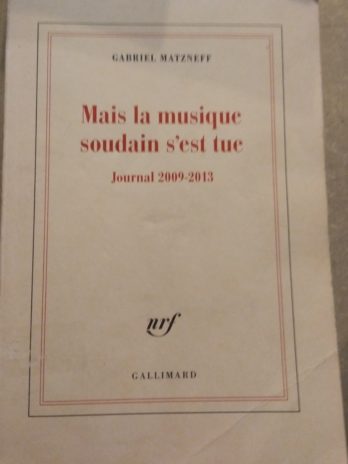 GABRIEL MATZNEFF
Mais la musique
soudain s'est tue
Journal 2009-2013
nrf
GALLIMARD